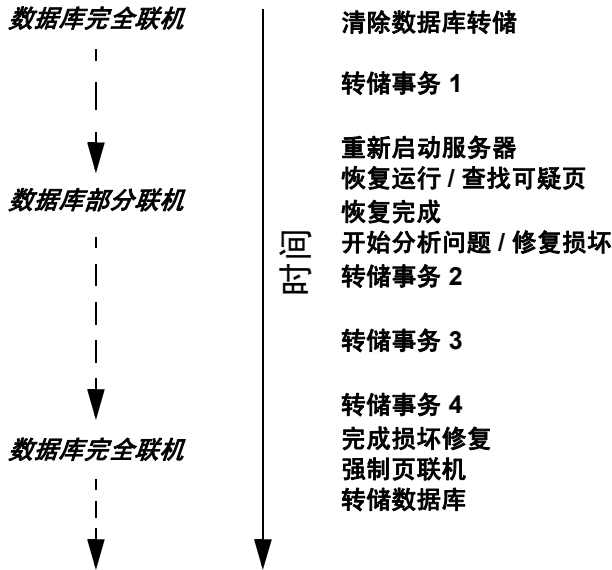 数据库完全联机
数据库部分联机
数据库完全联机
时间
清除数据库转储
转储事务 1
重新启动服务器
恢复运行 / 查找可疑页
恢复完成
开始分析问题 / 修复损坏
转储事务 2
转储事务 3
转储事务 4
完成损坏修复
强制页联机
转储数据库